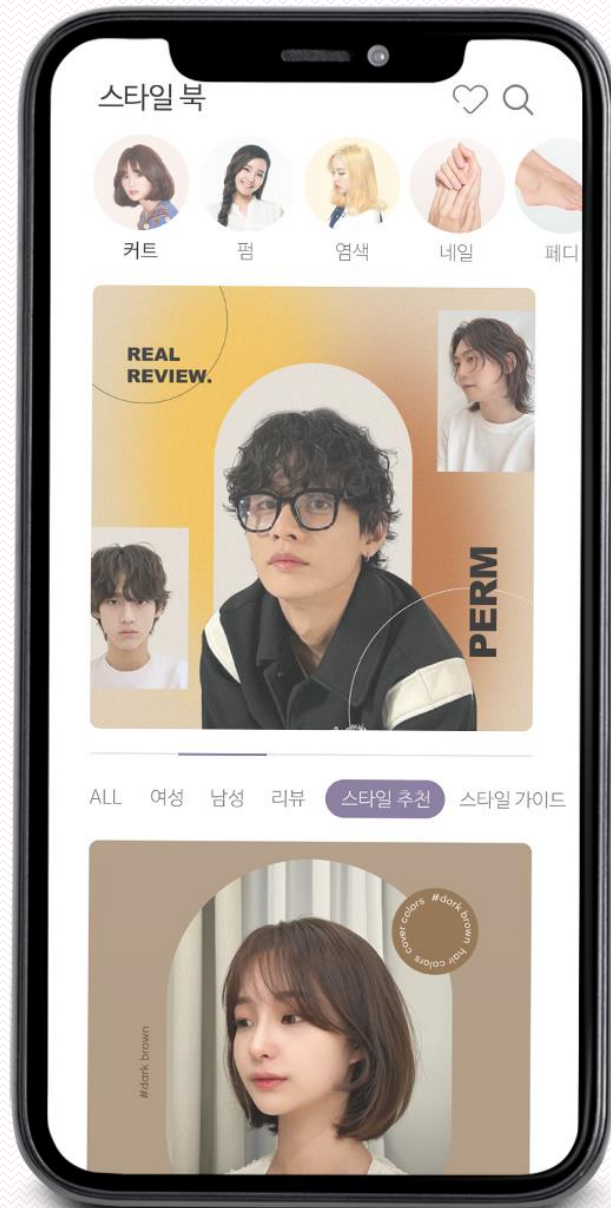 스타일 북
커트
펌
염색
네일
페디
REAL
REVIEW.
PERM
ALL
여성
남성
리뷰
스타일 추천
스타일 가이드
#dark brown hair colors cover colors
#dark brown